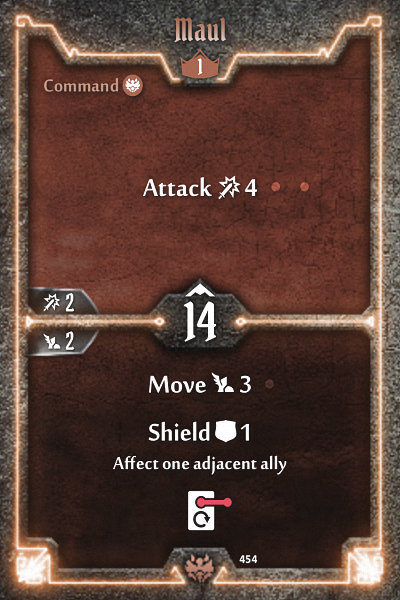 Maul
1
Command
Attack 4
2
14
2
Move 3
Shield 1
Affect one adjacent ally
454